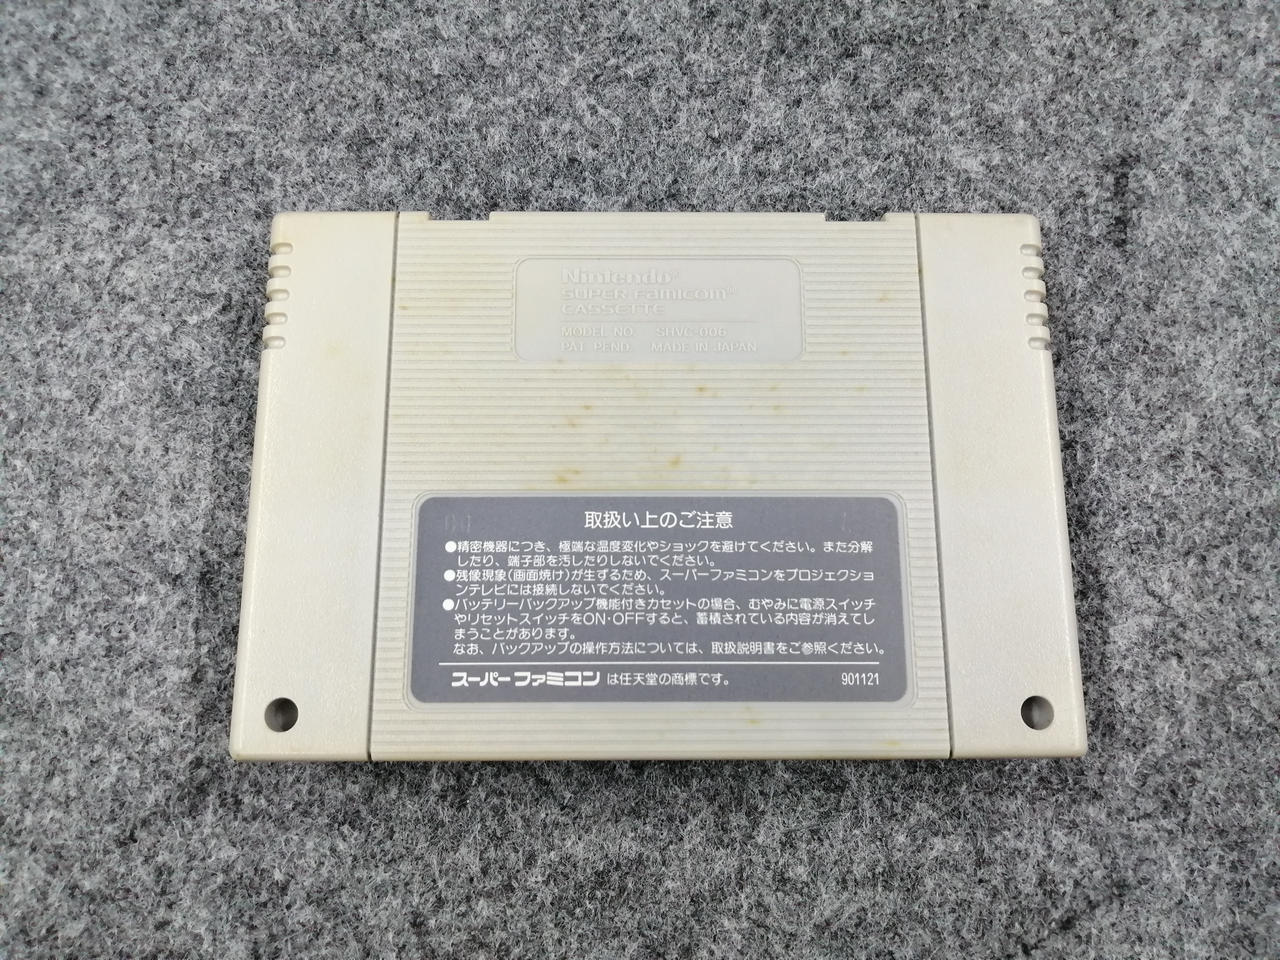 Nintendo®
SUPER Famicom®
CASSETTE
MODEL NO. SHVC-006
PAT. PEND. MADE IN JAPAN
取扱い上のご注意
●精密機器につき、極端な温度変化やショックを避けてください。また分解
したり、端子部を汚したりしないでください。
●残像現象(画面焼け)が生ずるため、スーパーファミコンをプロジェクショ
ンテレビには接続しないでください。
●バッテリーバックアップ機能付きカセットの場合、むやみに電源スイッチ
やリセットスイッチをON・OFFすると、蓄積されている内容が消えてし
まうことがあります。
なお、バックアップの操作方法については、取扱説明書をご参照ください。
スーパーファミコン は任天堂の商標です。 901121